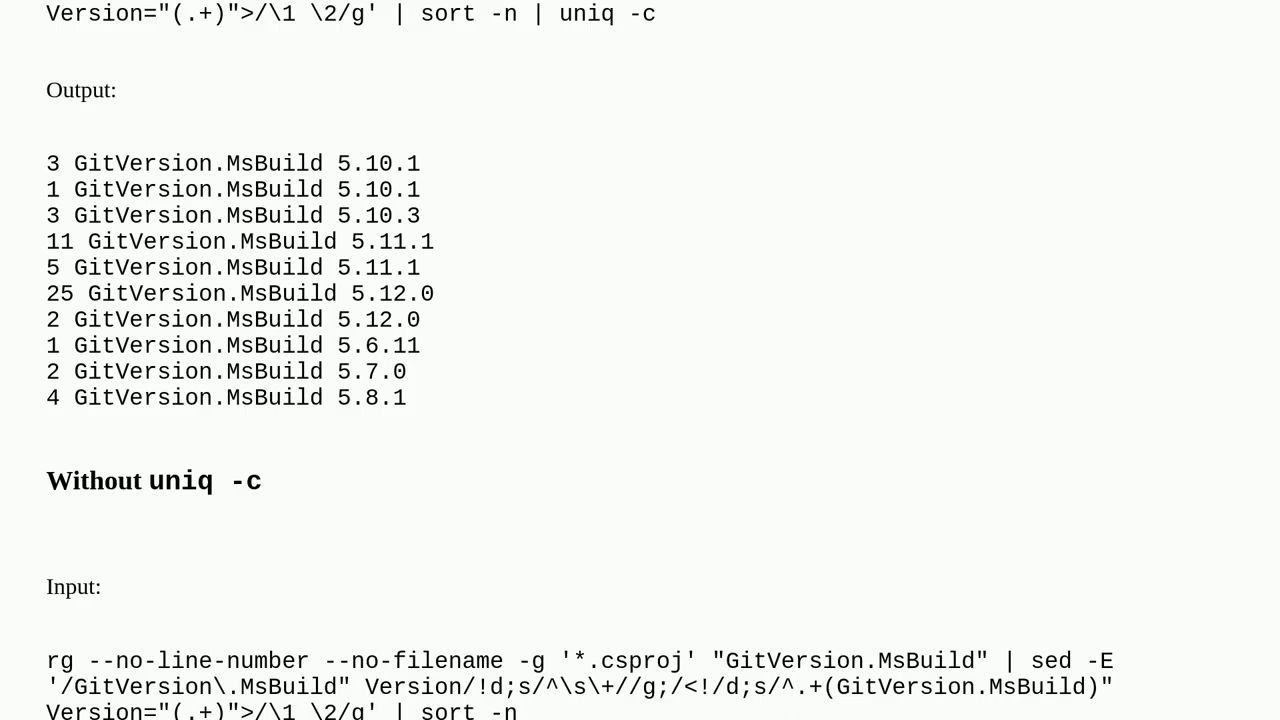 Version="(.+)">/\1 \2/g' | sort -n | uniq -c
Output:
3 GitVersion.MsBuild 5.10.1
1 GitVersion.MsBuild 5.10.1
3 GitVersion.MsBuild 5.10.3
11 GitVersion.MsBuild 5.11.1
5 GitVersion.MsBuild 5.11.1
25 GitVersion.MsBuild 5.12.0
2 GitVersion.MsBuild 5.12.0
1 GitVersion.MsBuild 5.6.11
2 GitVersion.MsBuild 5.7.0
4 GitVersion.MsBuild 5.8.1
Without uniq -c
Input:
rg --no-line-number --no-filename -g '*.csproj' "GitVersion.MsBuild" | sed -E
'/GitVersion\.MsBuild" Version/!d;s/^\s\+//g;/<!/d;s/^.+(GitVersion.MsBuild)"
Version="(.+)">/\1 \2/g' | sort -n